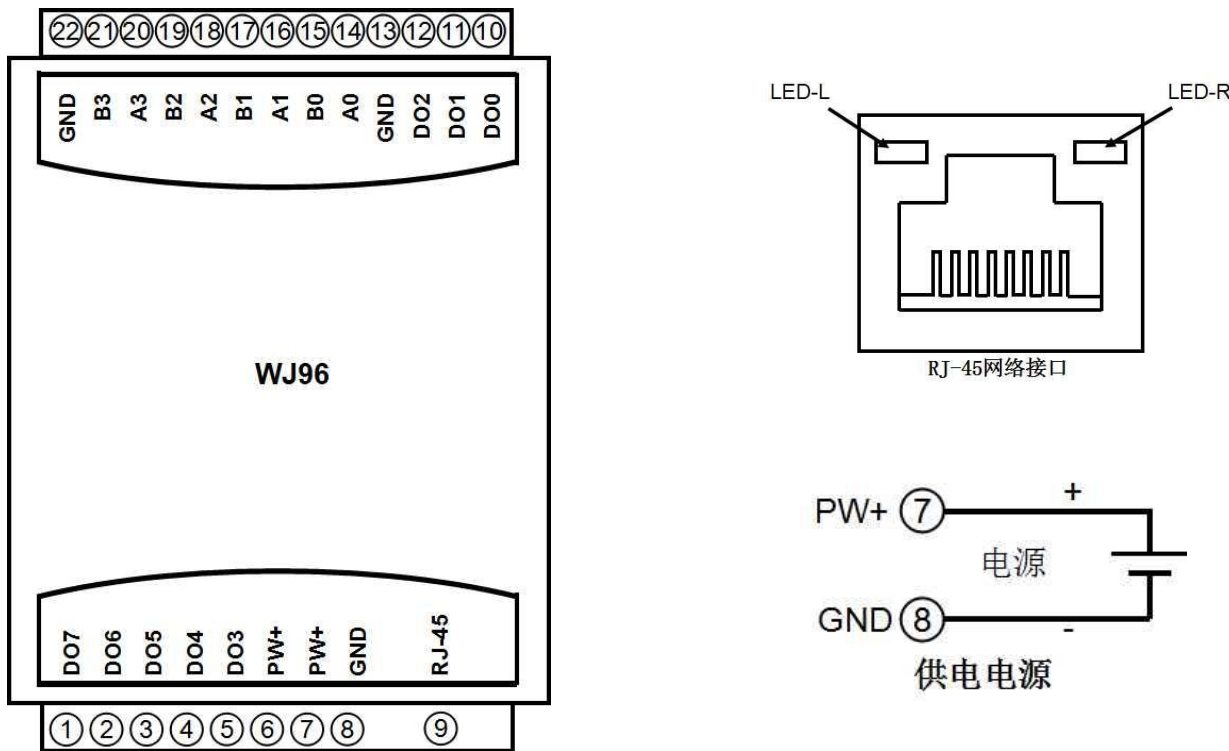 22 21 20 19 18 17 16 15 14 13 12 11 10
GND B3 A3 B2 A2 B1 A1 B0 A0 GND DO2 DO1 DO0
WJ96
DO7 DO6 DO5 DO4 DO3 PW+ PW+ GND RJ-45
1 2 3 4 5 6 7 8 9
LED-L LED-R
RJ-45网络接口
PW+ 7 +
电源
GND 8 -
供电电源